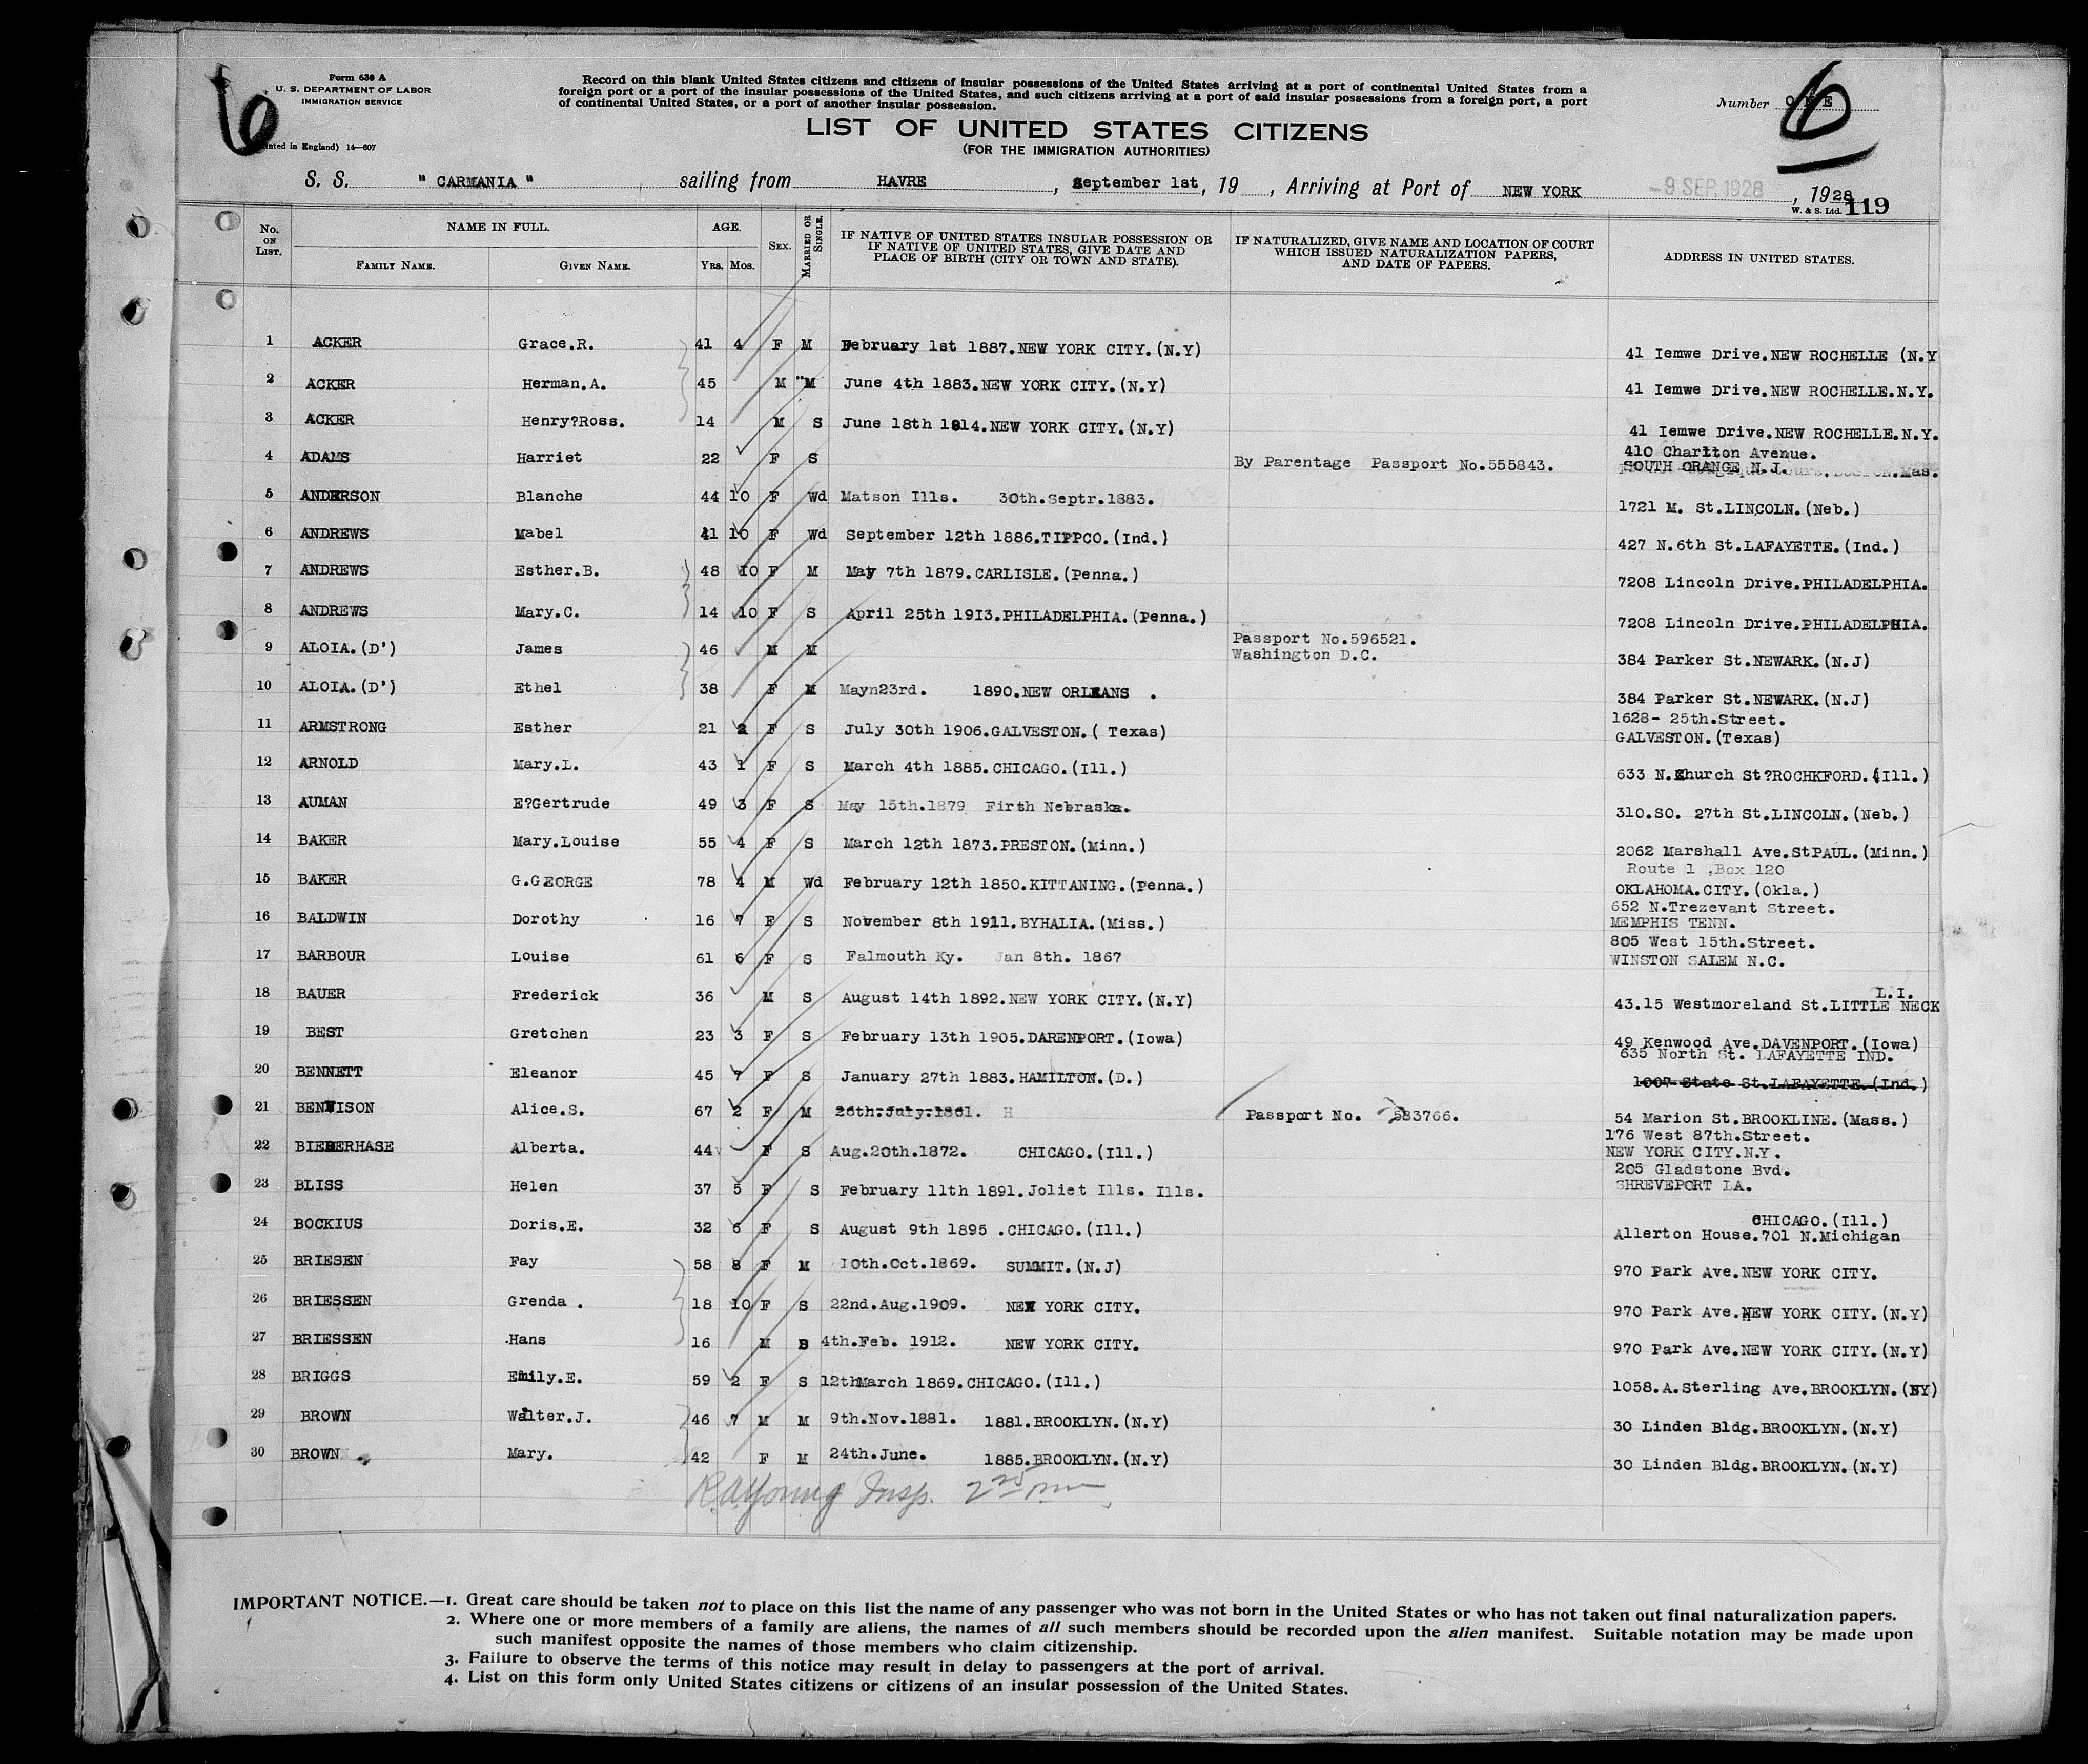 Form 630 A
U. S. DEPARTMENT OF LABOR
IMMIGRATION SERVICE
6
nted in England) 14—607
Record on this blank United States citizens and citizens of insular possessions of the United States arriving at a port of continental United States from a
foreign port or a port of the insular possessions of the United States, and such citizens arriving at a port of said insular possessions from a foreign port, a port
of continental United States, or a port of another insular possession.
LIST OF UNITED STATES CITIZENS
(FOR THE IMMIGRATION AUTHORITIES)
Number ONE
6
S. S. " CARMANIA " , sailing from HAVRE , September 1st, 19 , Arriving at Port of NEW YORK -9 SEP. 1928 , 1928
W. & S. Ltd. 119
No. ON LIST. NAME IN FULL. AGE. SEX. MARRIED OR SINGLE. IF NATIVE OF UNITED STATES INSULAR POSSESSION OR IF NATIVE OF UNITED STATES, GIVE DATE AND PLACE OF BIRTH (CITY OR TOWN AND STATE). IF NATURALIZED, GIVE NAME AND LOCATION OF COURT WHICH ISSUED NATURALIZATION PAPERS, AND DATE OF PAPERS. ADDRESS IN UNITED STATES.
FAMILY NAME. GIVEN NAME. YRS. MOS.
1 ACKER Grace.R. 41 4 F M February 1st 1887.NEW YORK CITY.(N.Y) 41 Iemwe Drive.NEW ROCHELLE (N.Y
2 ACKER Herman.A. 45 M "M June 4th 1883.NEW YORK CITY.(N.Y) 41 Iemwe Drive.NEW ROCHELLE.N.Y.
3 ACKER Henry?Ross. 14 M S June 18th 1914.NEW YORK CITY.(N.Y) 41 Iemwe Drive.NEW ROCHELLE.N.Y.
4 ADAMS Harriet 22 F S By Parentage Passport No.555843. 410 Charlton Avenue.
SOUTH ORANGE N.J. Mas.
5 ANDERSON Blanche 44 10 F Wd Matson Ills. 30th.Septr.1883. 1721 M. St.LINCOLN.(Neb.)
6 ANDREWS Mabel 41 10 F Wd September 12th 1886.TIPPCO.(Ind.) 427 N.6th St.LAFAYETTE.(Ind.)
7 ANDREWS Esther.B. 48 10 F M May 7th 1879.CARLISLE.(Penna.) 7208 Lincoln Drive.PHILADELPHIA.
8 ANDREWS Mary.C. 14 10 F S April 25th 19I3.PHILADELPHIA.(Penna.) 7208 Lincoln Drive.PHILADELPHIA.
9 ALOIA.(D') James 46 M M Passport No.596521.
Washington D.C. 384 Parker St.NEWARK.(N.J)
10 ALOIA.(D') Ethel 38 F M Mayn23rd. 1890.NEW ORLEANS . 384 Parker St.NEWARK.(N.J)
11 ARMSTRONG Esther 21 2 F S July 30th 1906.GALVESTON.( Texas) 1628- 25th.Street.
GALVESTON.(Texas)
12 ARNOLD Mary.L. 43 1 F S March 4th 1885.CHICAGO.(Ill.) 633 N.Church St?ROCHKFORD.(Ill.)
13 AUMAN E?Gertrude 49 3 F S May 15th.1879 Firth Nebraska. 310.SO. 27th St.LINCOLN.(Neb.)
14 BAKER Mary.Louise 55 4 F S March 12th 1873.PRESTON.(Minn.) 2062 Marshall Ave.StPAUL.(Minn.)
15 BAKER G.GEORGE 78 4 M Wd February 12th 1850.KITTANING.(Penna.) Route 1 ,Box 120
OKLAHOMA.CITY.(Okla.)
16 BALDWIN Dorothy 16 7 F S November 8th 1911.BYHALIA.(Miss.) 652 N.Trezevant Street.
MEMPHIS TENN.
17 BARBOUR Louise 61 6 F S Falmouth Ky. Jan 8th. 1867 805 West 15th.Street.
WINSTON SALEM N.C.
18 BAUER Frederick 36 M S August 14th 1892.NEW YORK CITY.(N.Y) L.I.
43.15 Westmoreland St.LITTLE NECK
19 BEST Gretchen 23 3 F S February 13th 1905.DARENPORT.(Iowa) 49 Kenwood Ave.DAVENPORT.(Iowa)
635 North St. LAFAYETTE IND.
20 BENNETT Eleanor 45 7 F S January 27th 1883.HAMILTON.(D.) 1007 State St.LAFAYETTE.(Ind.)
21 BENVISON Alice.S. 67 2 F M 26th.July.1861. H Passport No. 583766. 54 Marion St.BROOKLINE.(Mass.)
22 BIEDERHASE Alberta. 44 F S Aug.20th.1872. CHICAGO.(Ill.) 176 West 87th.Street.
NEW YORK CITY.N.Y.
23 BLISS Helen 37 5 F S February 11th 1891.Joliet Ills. Ills. 205 Gladstone Bvd.
SHREVEPORT LA.
24 BOCKIUS Doris.E. 32 6 F S August 9th 1895 .CHICAGO.(Ill.) CHICAGO.(Ill.)
Allerton House.701 N.Michigan
25 BRIESEN Fay 58 8 F M 10th.Oct.1869. SUMMIT.(N.J) 970 Park Ave.NEW YORK CITY.
26 BRIESSEN Grenda . 18 10 F S 22nd.Aug.1909. NEW YORK CITY. 970 Park Ave.NEW YORK CITY.(N.Y)
27 BRIESSEN .Hans 16 M S 4th.Feb. 1912. NEW YORK CITY. 970 Park Ave.NEW YORK CITY.(N.Y)
28 BRIGGS Emily.E. 59 2 F S 12thMarch 1869.CHICAGO.(Ill.) 1058.A.Sterling Ave.BROOKLYN.(NY)
29 BROWN Walter.J. 46 7 M M 9th.Nov.1881. 1881.BROOKLYN.(N.Y) 30 Linden Bldg.BROOKLYN.(N.Y)
30 BROWN Mary. 42 F M 24th.June. 1885.BROOKLYN.(N.Y) 30 Linden Bldg.BROOKLYN.(N.Y)
RAYoung Insp. 2 25 pm
IMPORTANT NOTICE.—1. Great care should be taken not to place on this list the name of any passenger who was not born in the United States or who has not taken out final naturalization papers.
2. Where one or more members of a family are aliens, the names of all such members should be recorded upon the alien manifest. Suitable notation may be made upon
such manifest opposite the names of those members who claim citizenship.
3. Failure to observe the terms of this notice may result in delay to passengers at the port of arrival.
4. List on this form only United States citizens or citizens of an insular possession of the United States.